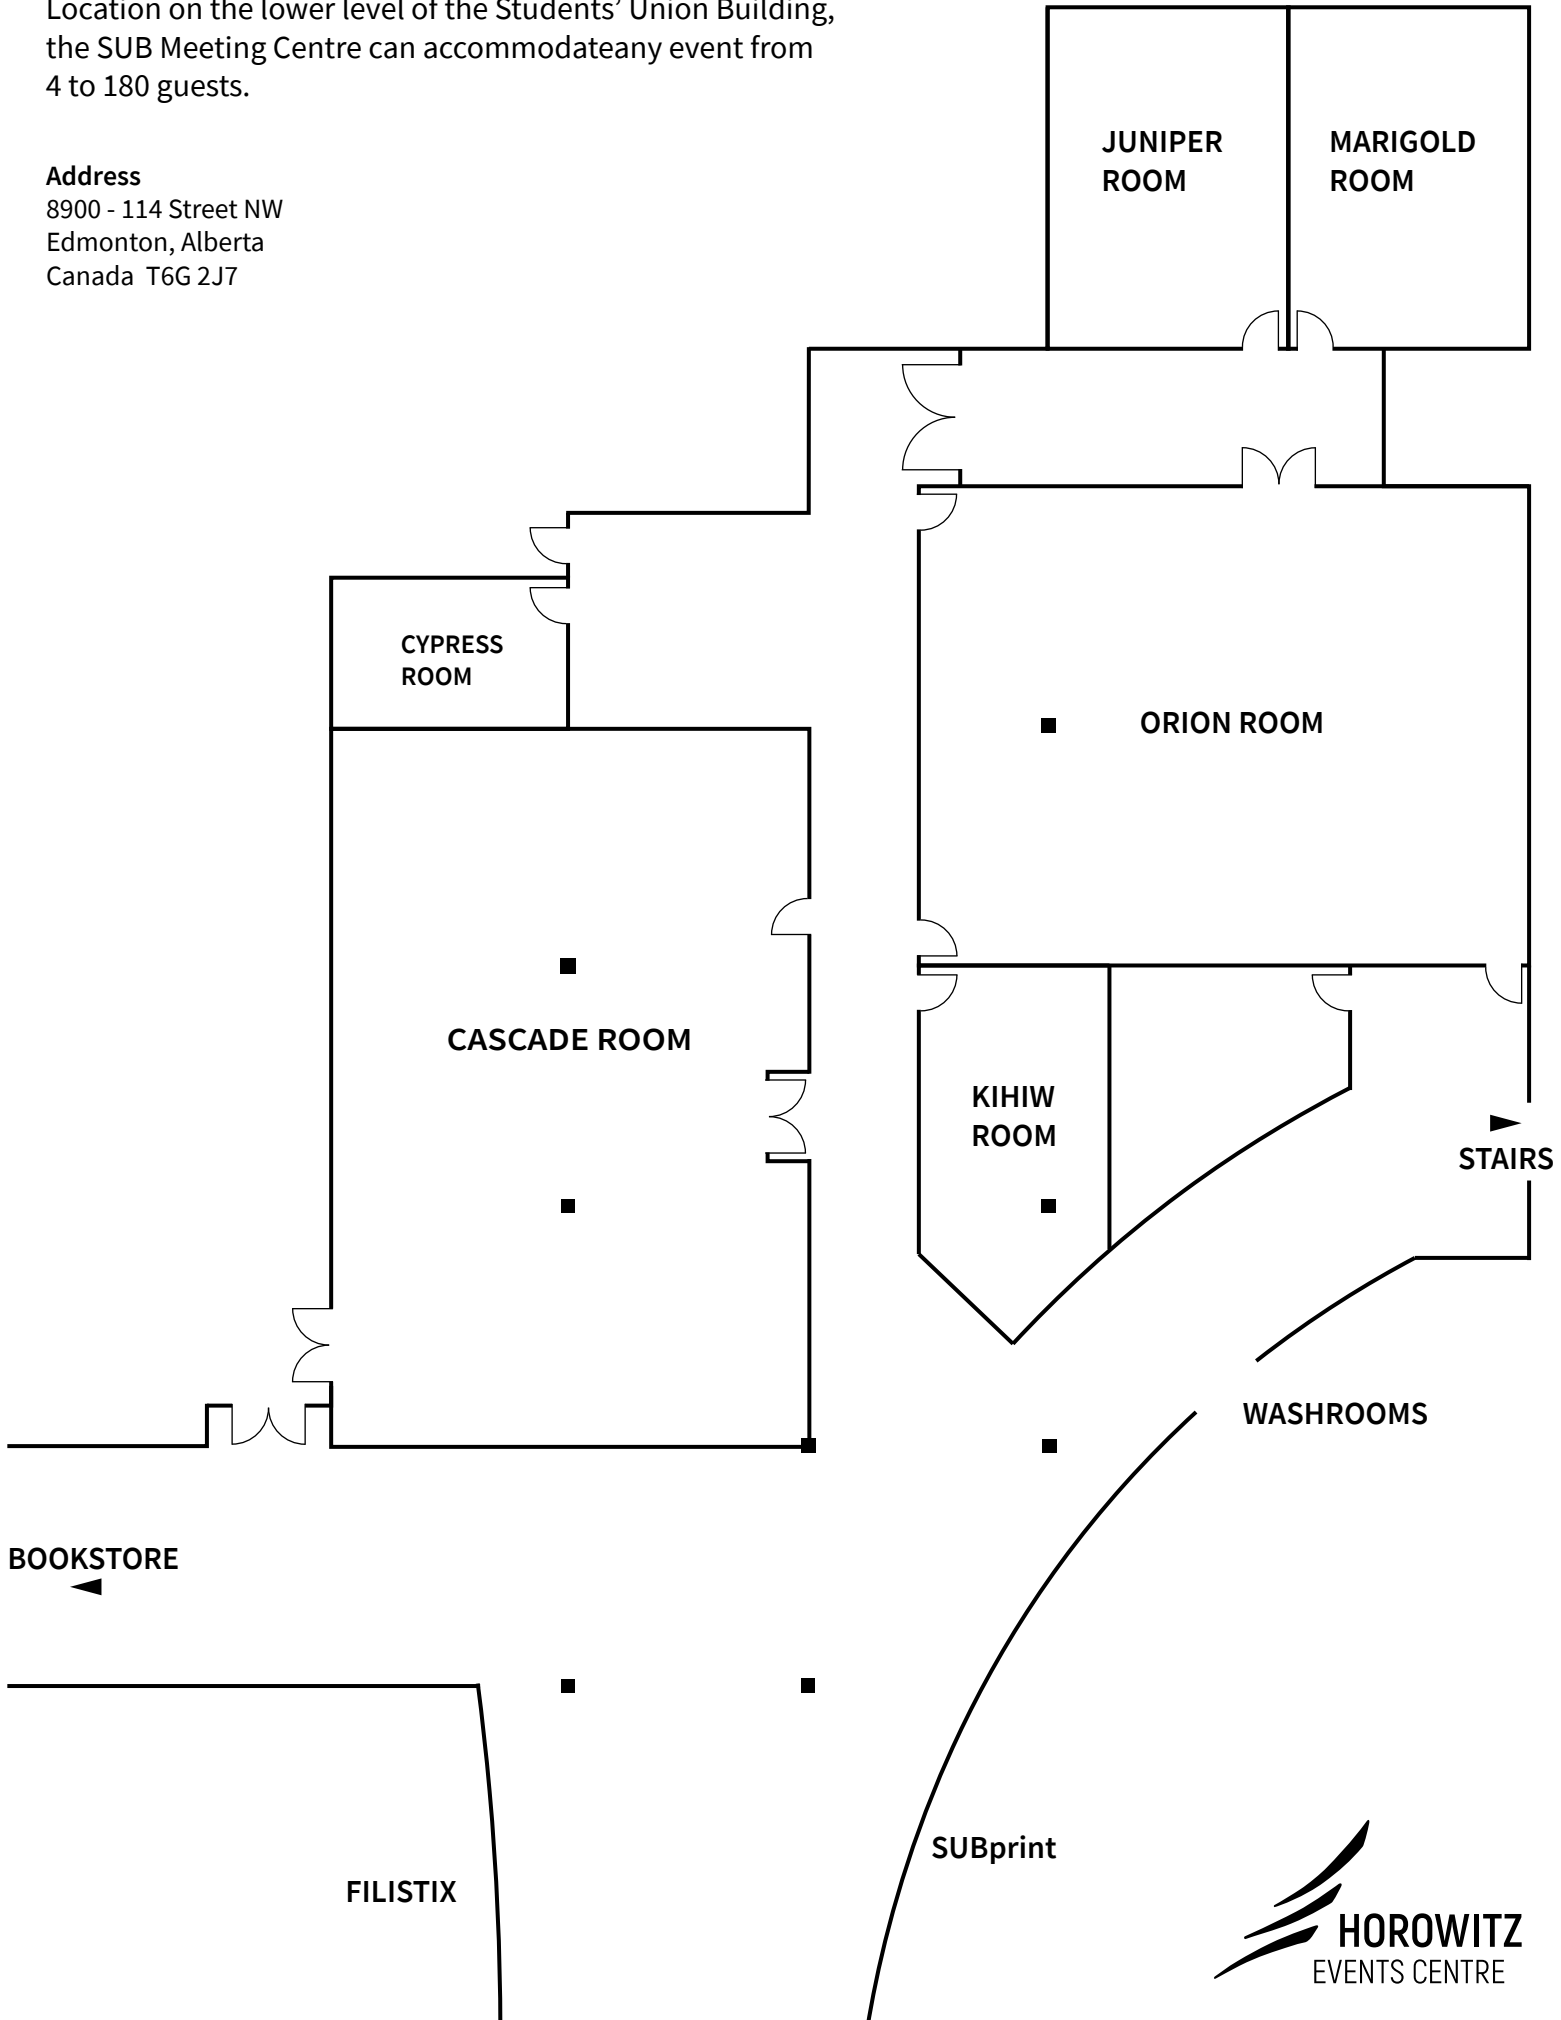 Location on the lower level of the Students’ Union Building,
the SUB Meeting Centre can accommodateany event from
4 to 180 guests.
Address
8900 - 114 Street NW
Edmonton, Alberta
Canada  T6G 2J7
JUNIPER
ROOM
MARIGOLD
ROOM
CYPRESS
ROOM
ORION ROOM
CASCADE ROOM
KIHIW
ROOM
STAIRS
WASHROOMS
BOOKSTORE
SUBprint
FILISTIX
HOROWITZ
EVENTS CENTRE